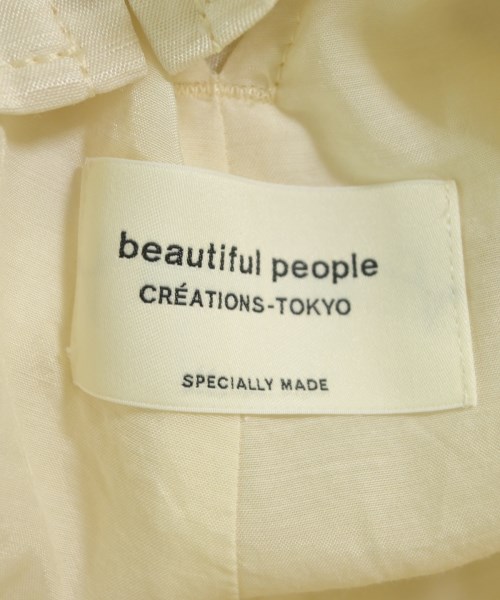 beautiful people
CRÉATIONS-TOKYO
SPECIALLY MADE